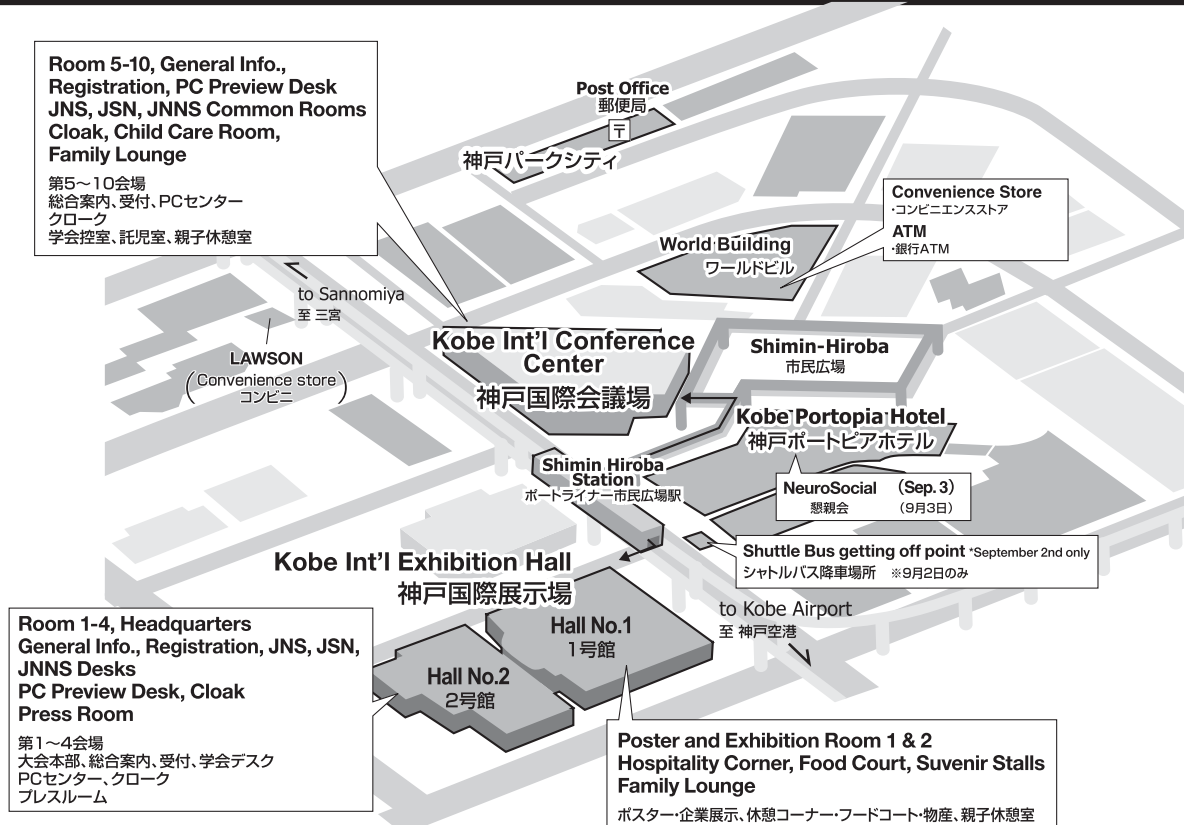 Room 5-10, General Info.,
Registration, PC Preview Desk
JNS, JSN, JNNS Common Rooms
Cloak, Child Care Room,
Family Lounge
第5～10会場
総合案内、受付、PCセンター
クローク
学会控室、託児室、親子休憩室
Post Office
郵便局
〒
神戸パークシティ
Convenience Store
・コンビニエンスストア
ATM
・銀行ATM
World Building
ワールドビル
to Sannomiya
至 三宮
LAWSON
(Convenience store)
コンビニ
Kobe Int'l Conference
Center
神戸国際会議場
Shimin-Hiroba
市民広場
Kobe Portopia Hotel
神戸ポートピアホテル
NeuroSocial (Sep. 3)
懇親会 (9月3日)
Shimin Hiroba
Station
ポートライナー市民広場駅
Shuttle Bus getting off point *September 2nd only
シャトルバス降車場所 ※9月2日のみ
Kobe Int'l Exhibition Hall
神戸国際展示場
to Kobe Airport
至 神戸空港
Hall No.1
1号館
Hall No.2
2号館
Room 1-4, Headquarters
General Info., Registration, JNS, JSN,
JNNS Desks
PC Preview Desk, Cloak
Press Room
第1～4会場
大会本部、総合案内、受付、学会デスク
PCセンター、クローク
プレスルーム
Poster and Exhibition Room 1 & 2
Hospitality Corner, Food Court, Suvenir Stalls
Family Lounge
ポスター・企業展示、休憩コーナー・フードコート・物産、親子休憩室